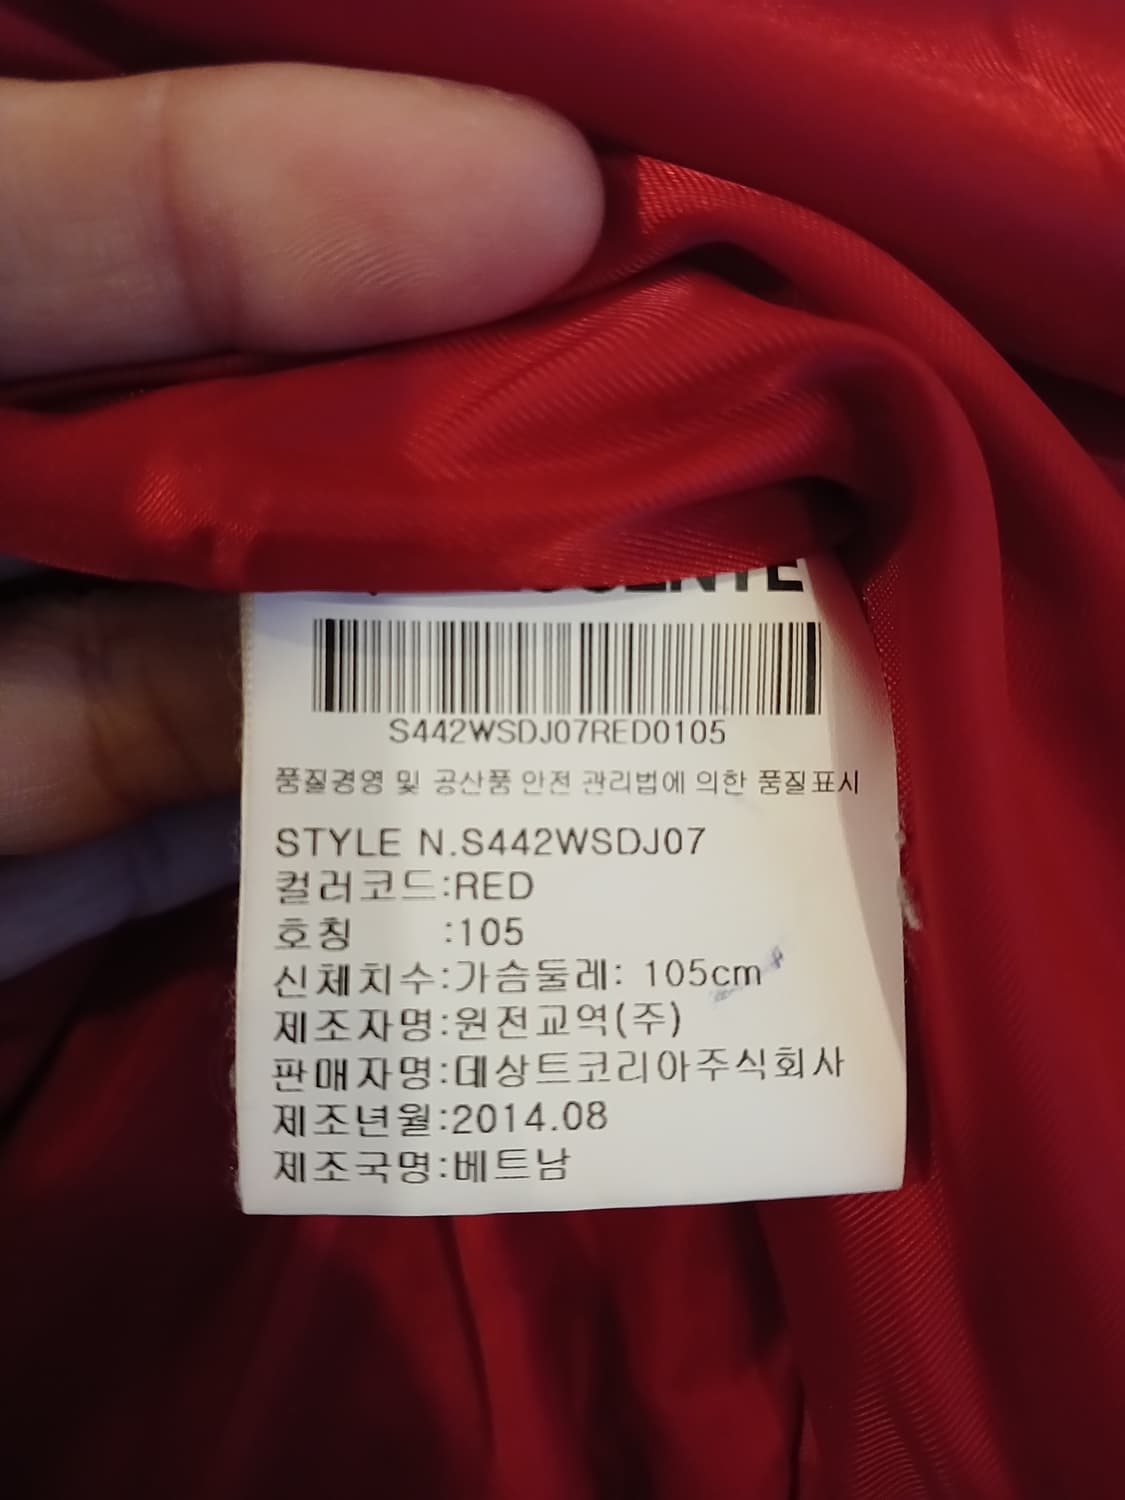 S442WSDJ07RED0105
품질경영 및 공산품 안전 관리법에 의한 품질표시
STYLE N.S442WSDJ07
컬러코드:RED
호칭 :105
신체치수:가슴둘레: 105cm
제조자명:원전교역(주)
판매자명:데상트코리아주식회사
제조년월:2014.08
제조국명:베트남